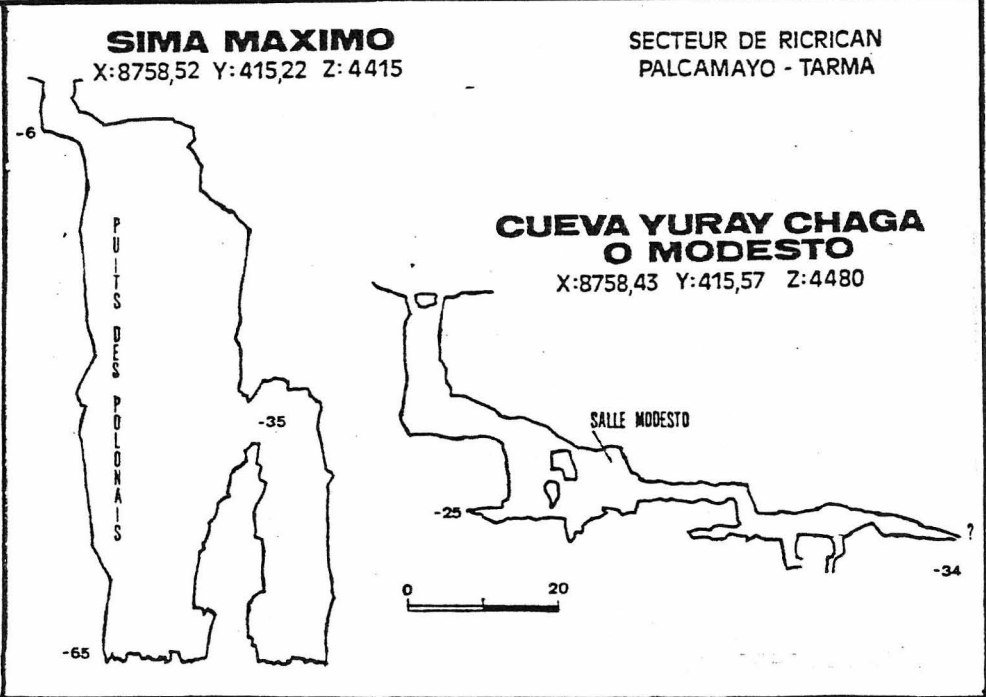 SIMA MAXIMO
X:8758,52 Y:415,22 Z:4415
SECTEUR DE RICRICAN
PALCAMAYO - TARMA
-6
PUITS DES POLONAIS
-35
-65
CUEVA YURAY CHAGA
O MODESTO
X:8758,43 Y:415,57 Z:4480
SALLE MODESTO
-25
?
-34
0 20